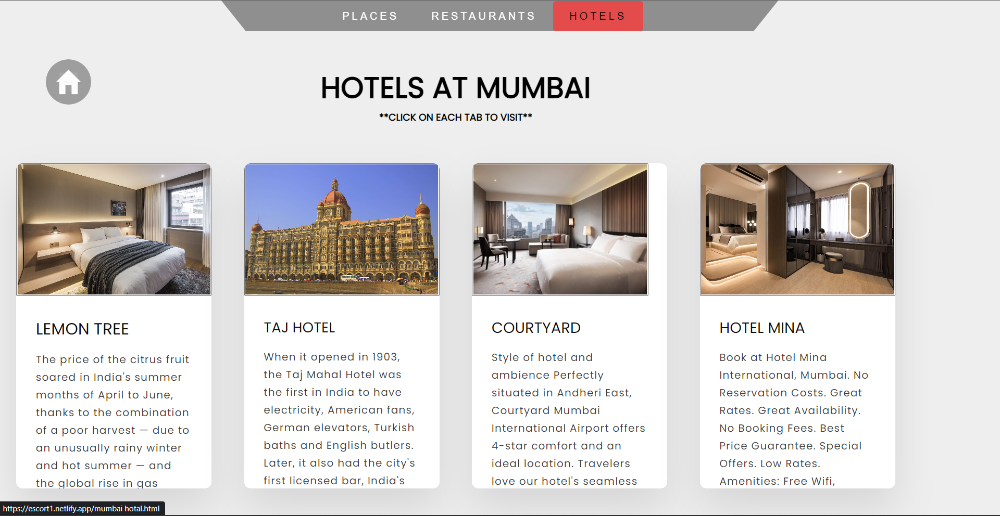 PLACES RESTAURANTS HOTELS
HOTELS AT MUMBAI
**CLICK ON EACH TAB TO VISIT**
LEMON TREE
The price of the citrus fruit
soared in India's summer
months of April to June,
thanks to the combination
of a poor harvest — due to
an unusually rainy winter
and hot summer — and
the global rise in gas
TAJ HOTEL
When it opened in 1903,
the Taj Mahal Hotel was
the first in India to have
electricity, American fans,
German elevators, Turkish
baths and English butlers.
Later, it also had the city's
first licensed bar, India's
COURTYARD
Style of hotel and
ambience Perfectly
situated in Andheri East,
Courtyard Mumbai
International Airport offers
4-star comfort and an
ideal location. Travelers
love our hotel's seamless
HOTEL MINA
Book at Hotel Mina
International, Mumbai. No
Reservation Costs. Great
Rates. Great Availability.
No Booking Fees. Best
Price Guarantee. Special
Offers. Low Rates.
Amenities: Free Wifi,
https://escort1.netlify.app/mumbai hotal.html